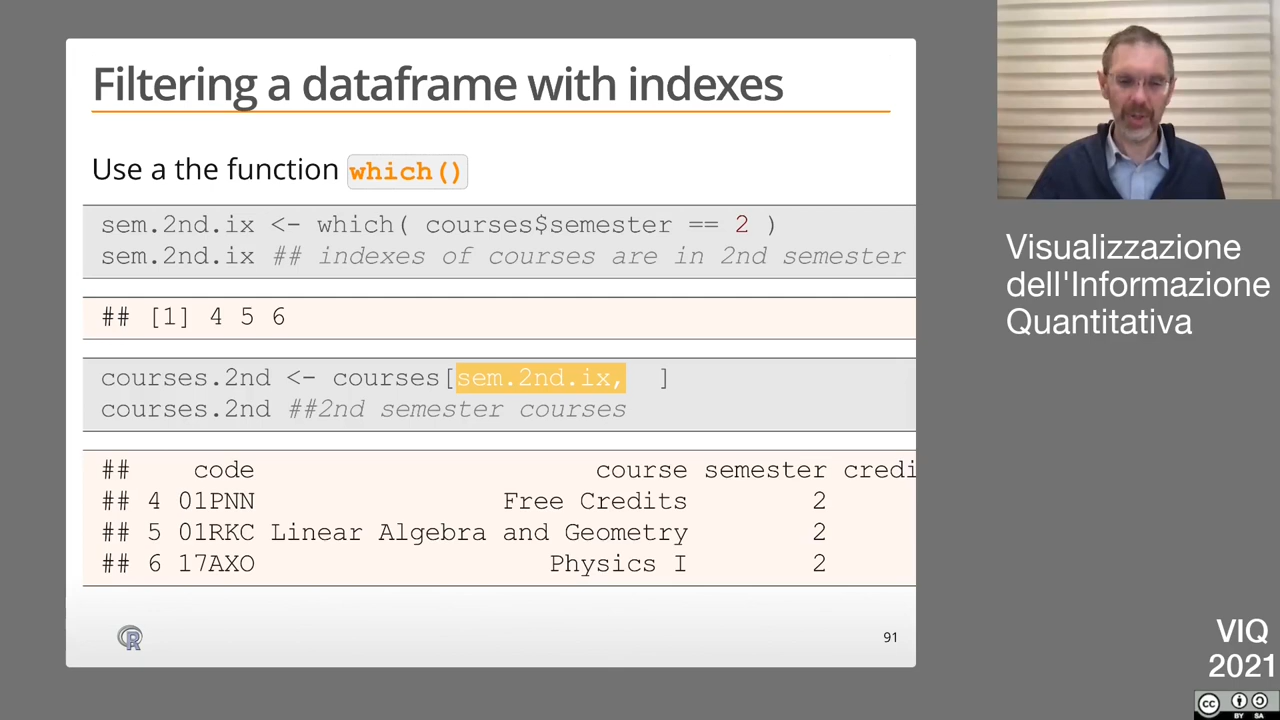 Filtering a dataframe with indexes
Use a the function which()
sem.2nd.ix <- which( courses$semester == 2 )
sem.2nd.ix ## indexes of courses are in 2nd semester
## [1] 4 5 6
courses.2nd <- courses[sem.2nd.ix, ]
courses.2nd ##2nd semester courses
## code course semester credi
## 4 01PNN Free Credits 2
## 5 01RKC Linear Algebra and Geometry 2
## 6 17AXO Physics I 2
R
91
Visualizzazione
dell'Informazione
Quantitativa
VIQ
2021
cc
BY SA